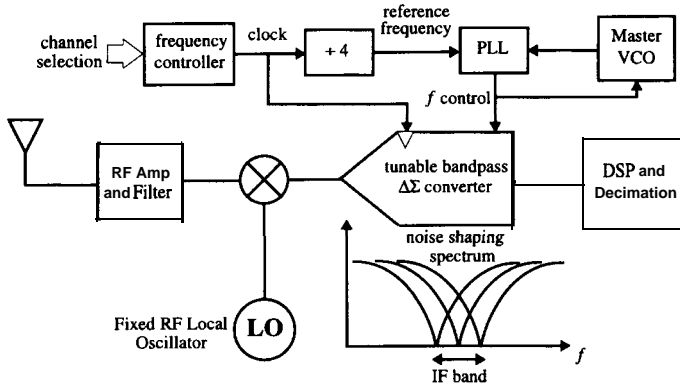 reference
frequency
channel
selection
frequency
controller
clock
+ 4
PLL
Master
VCO
f control
RF Amp
and Filter
tunable bandpass
ΔΣ converter
DSP and
Decimation
noise shaping
spectrum
Fixed RF Local
Oscillator
LO
f
IF band